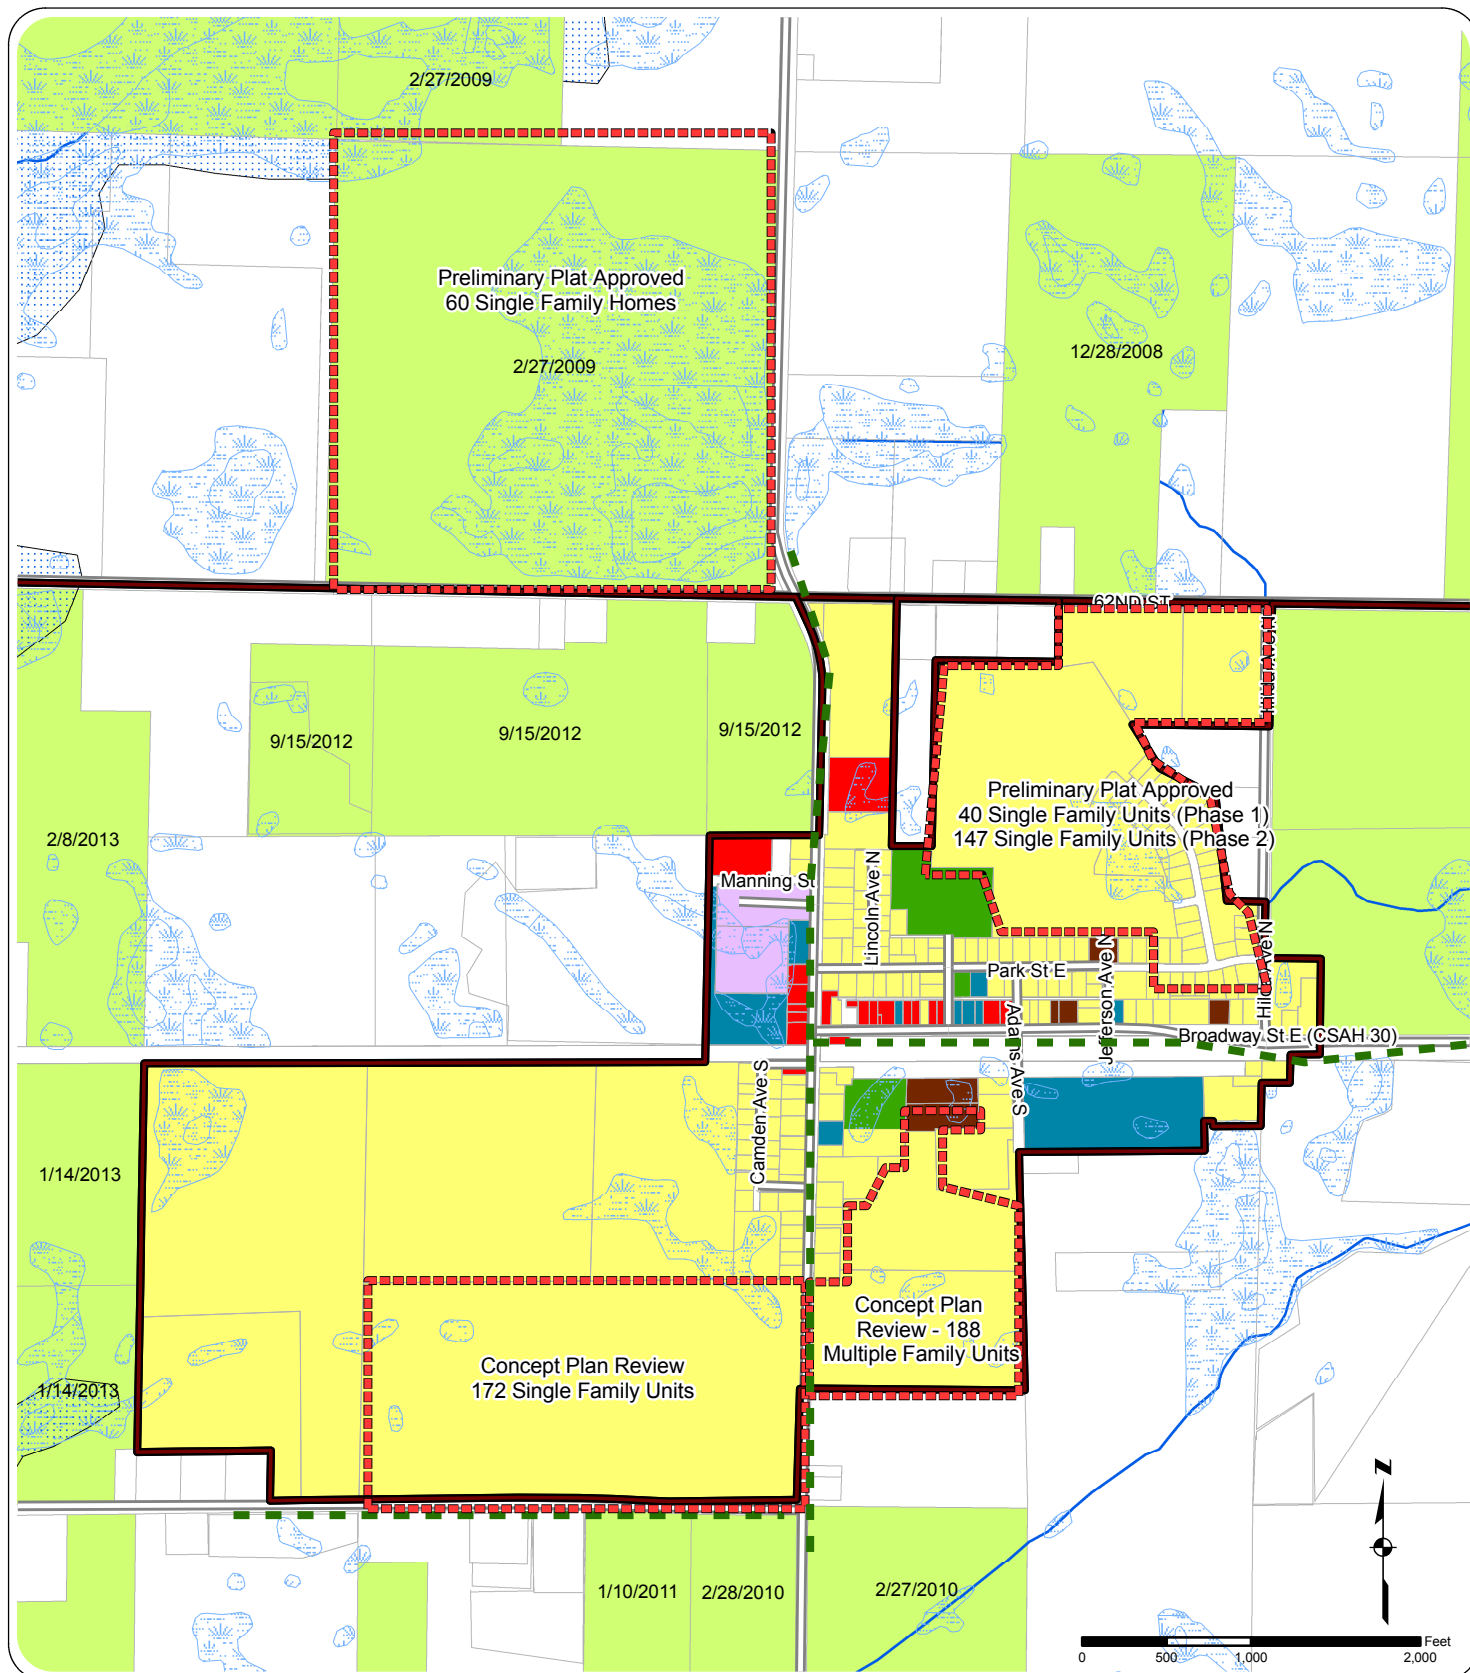 2/27/2009
Preliminary Plat Approved
60 Single Family Homes
2/27/2009
12/28/2008
62ND ST
9/15/2012
9/15/2012
9/15/2012
Preliminary Plat Approved
40 Single Family Units (Phase 1)
147 Single Family Units (Phase 2)
2/8/2013
Manning St
Lincoln Ave N
Park St E
Jefferson Ave N
Hilda Ave N
Adams Ave S
Broadway St E (CSAH 30)
Camden Ave S
1/14/2013
Concept Plan
Review - 188
Multiple Family Units
Concept Plan Review
172 Single Family Units
1/14/2013
N
1/10/2011
2/28/2010
2/27/2010
Feet
0 500 1,000 2,000